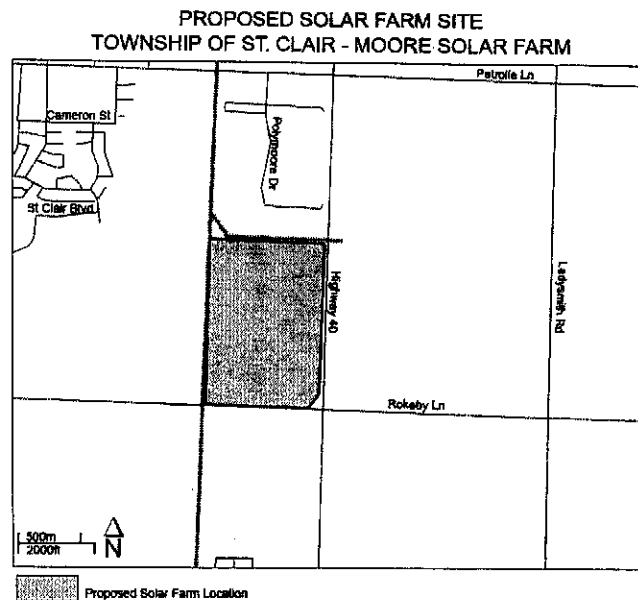 PROPOSED SOLAR FARM SITE
TOWNSHIP OF ST. CLAIR - MOORE SOLAR FARM
Petrolia Ln
Cameron St
Polymoore Dr
St Clair Blvd
Highway 40
Ladysmith Rd
Rokeby Ln
500m
2000ft
N
Proposed Solar Farm Location